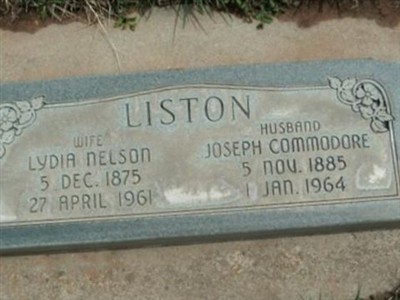 LISTON
WIFE
LYDIA NELSON
5 DEC. 1875
27 APRIL 1961
HUSBAND
JOSEPH COMMODORE
5 NOV. 1885
1 JAN. 1964